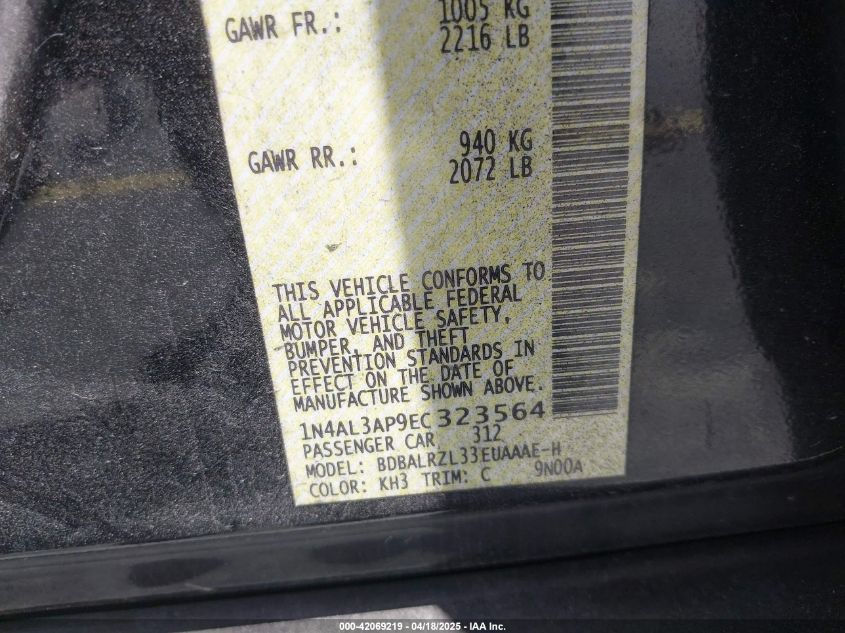 GAWR FR.: 1005 KG
2216 LB
GAWR RR.: 940 KG
2072 LB
THIS VEHICLE CONFORMS TO
ALL APPLICABLE FEDERAL
MOTOR VEHICLE SAFETY,
BUMPER, AND THEFT
PREVENTION STANDARDS IN
EFFECT ON THE DATE OF
MANUFACTURE SHOWN ABOVE.
1N4AL3AP9EC323564
PASSENGER CAR 312
MODEL: BDBALRZL33EUAAAE-H
COLOR: KH3 TRIM: C 9N00A
000-42069219 - 04/18/2025 - IAA Inc.